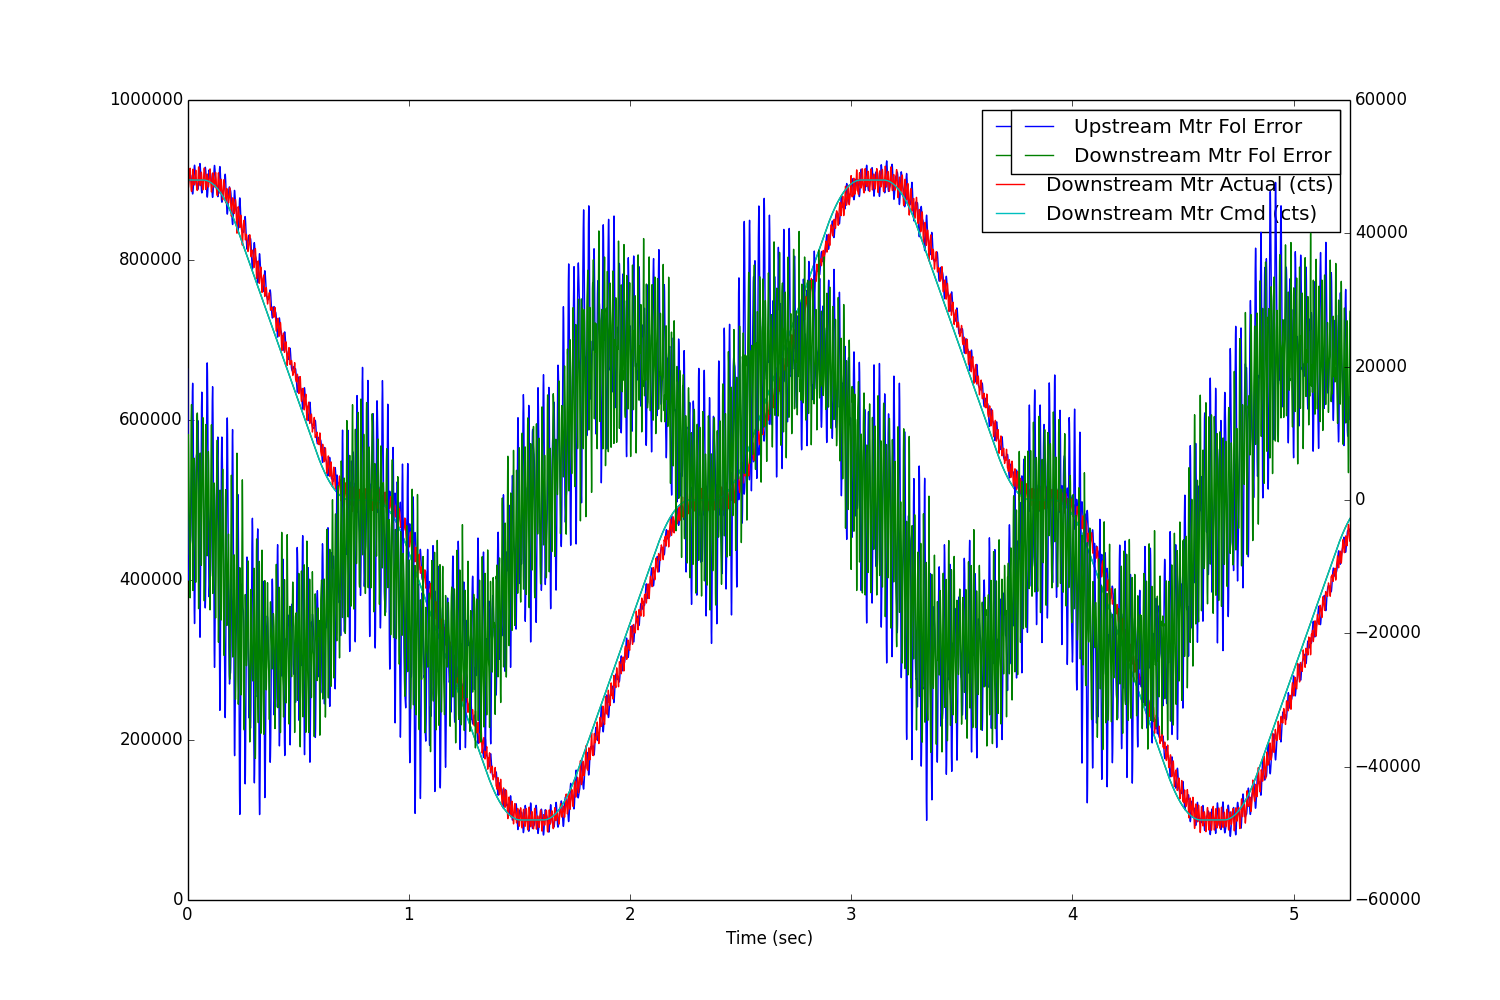 1000000
800000
600000
400000
200000
0
60000
40000
20000
0
−20000
−40000
−60000
Upstream Mtr Fol Error
Downstream Mtr Fol Error
Downstream Mtr Actual (cts)
Downstream Mtr Cmd (cts)
0 1 2 3 4 5
Time (sec)